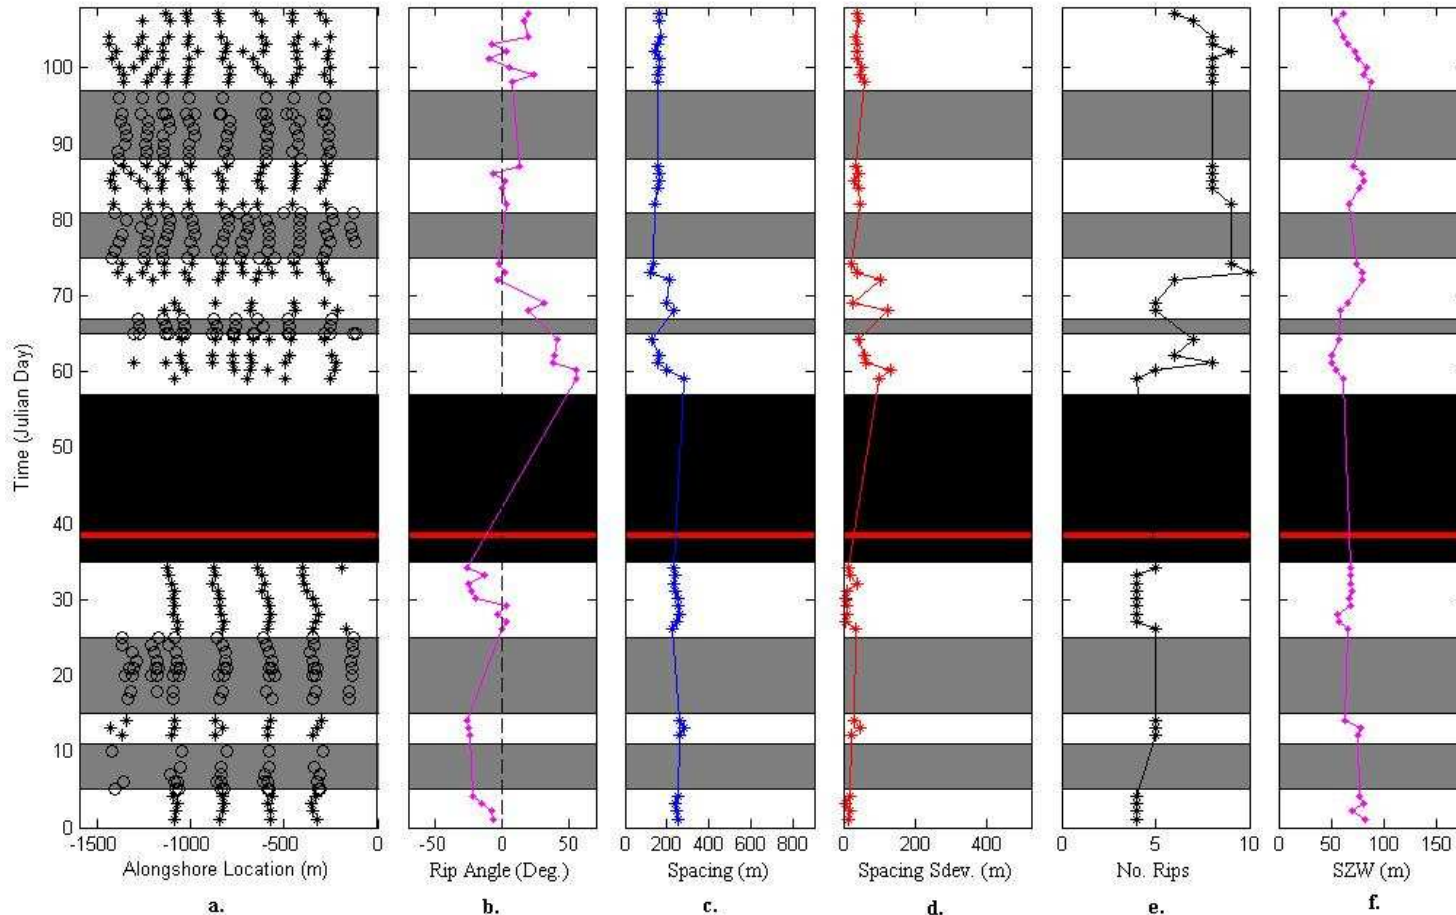 Time (Julian Day)
100
90
80
70
60
50
40
30
20
10
0
-1500 -1000 -500 0
-50 0 50
0 200 400 600 800
0 200 400
0 5 10
0 50 100 150
Alongshore Location (m)
Rip Angle (Deg.)
Spacing (m)
Spacing Sdev. (m)
No. Rips
SZW (m)
a.
b.
c.
d.
e.
f.